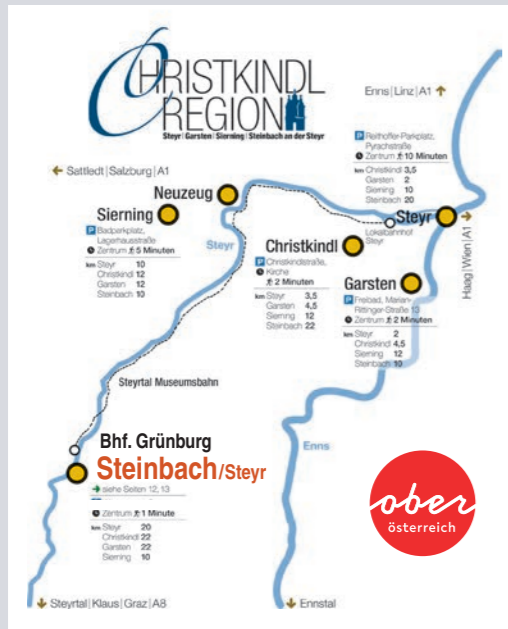 CHRISTKINDL
REGION
Steyr | Garsten | Sierning | Steinbach an der Steyr
Enns | Linz | A1
P Reithoffer-Parkplatz,
Pyrachstraße
Zentrum 10 Minuten
km Christkindl 3,5
Garsten 2
Sierning 10
Steinbach 20
Sattledt | Salzburg | A1
Neuzeug
Sierning
P Badparkplatz,
Lagerhausstraße
Zentrum 5 Minuten
km Steyr 10
Christkindl 12
Garsten 12
Steinbach 10
Steyr
Steyr
Lokalbahnhof
Steyr
Haag | Wien | A1
Christkindl
P Christkindlstraße,
Kirche
2 Minuten
km Steyr 3,5
Garsten 4,5
Sierning 12
Steinbach 22
Garsten
P Freibad, Marian-
Rittinger-Straße 13
Zentrum 2 Minuten
km Steyr 2
Christkindl 4,5
Sierning 12
Steinbach 10
Steyrtal Museumsbahn
Enns
Bhf. Grünburg
Steinbach/Steyr
siehe Seiten 12, 13
Zentrum 1 Minute
km Steyr 20
Christkindl 22
Garsten 22
Sierning 10
ober
österreich
Steyrtal | Klaus | Graz | A8
Ennstal